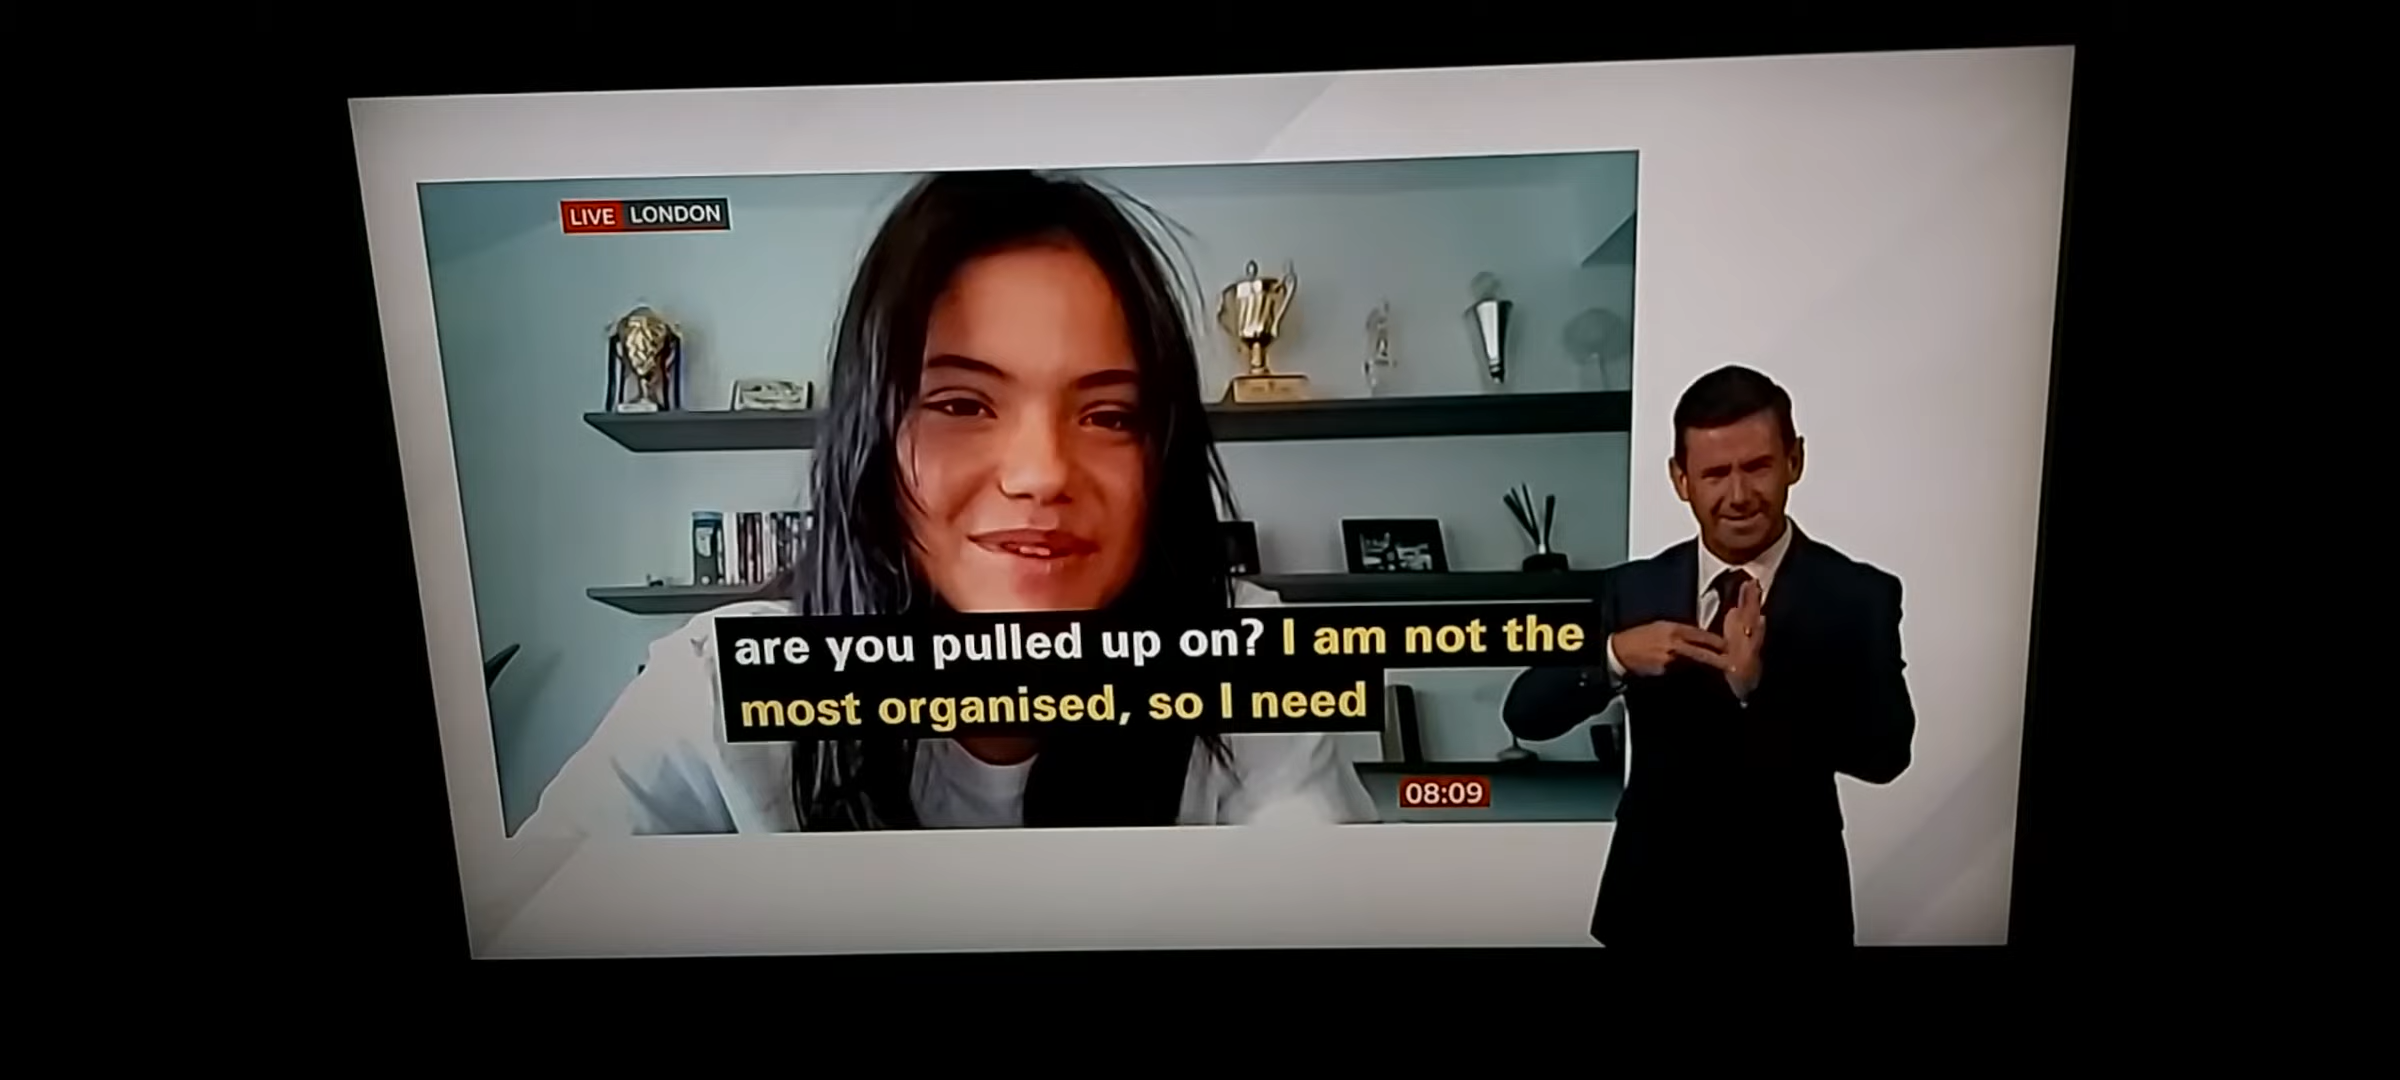 LIVE LONDON
are you pulled up on? I am not the
most organised, so I need
08:09